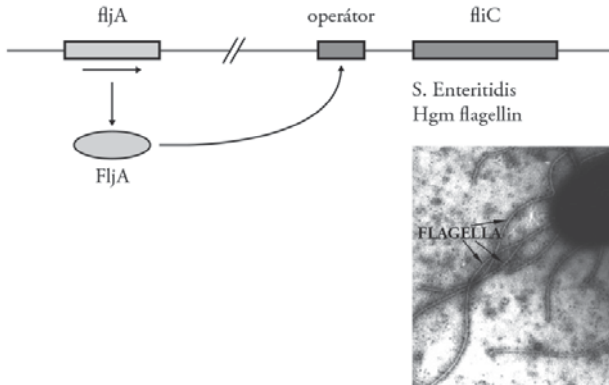 fljA operátor fliC
S. Enteritidis
Hgm flagellin
FljA
FLAGELLA